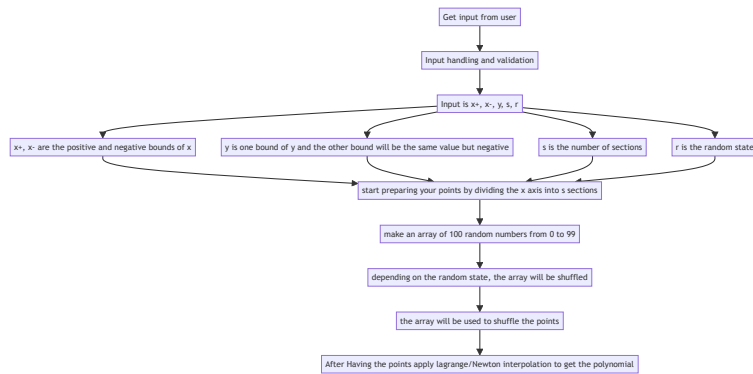 Get input from user
Input handling and validation
Input is x+, x-, y, s, r
x+, x- are the positive and negative bounds of x
y is one bound of y and the other bound will be the same value but negative
s is the number of sections
r is the random state
start preparing your points by dividing the x axis into s sections
make an array of 100 random numbers from 0 to 99
depending on the random state, the array will be shuffled
the array will be used to shuffle the points
After Having the points apply lagrange/Newton interpolation to get the polynomial